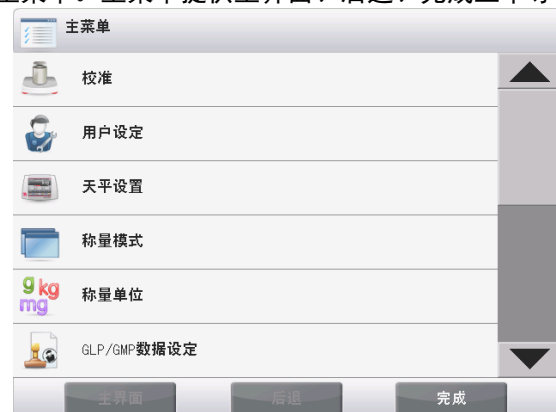 主菜单
校准
用户设定
天平设置
称量模式
g kg
mg
称量单位
GLP/GMP数据设定
主界面 后退 完成